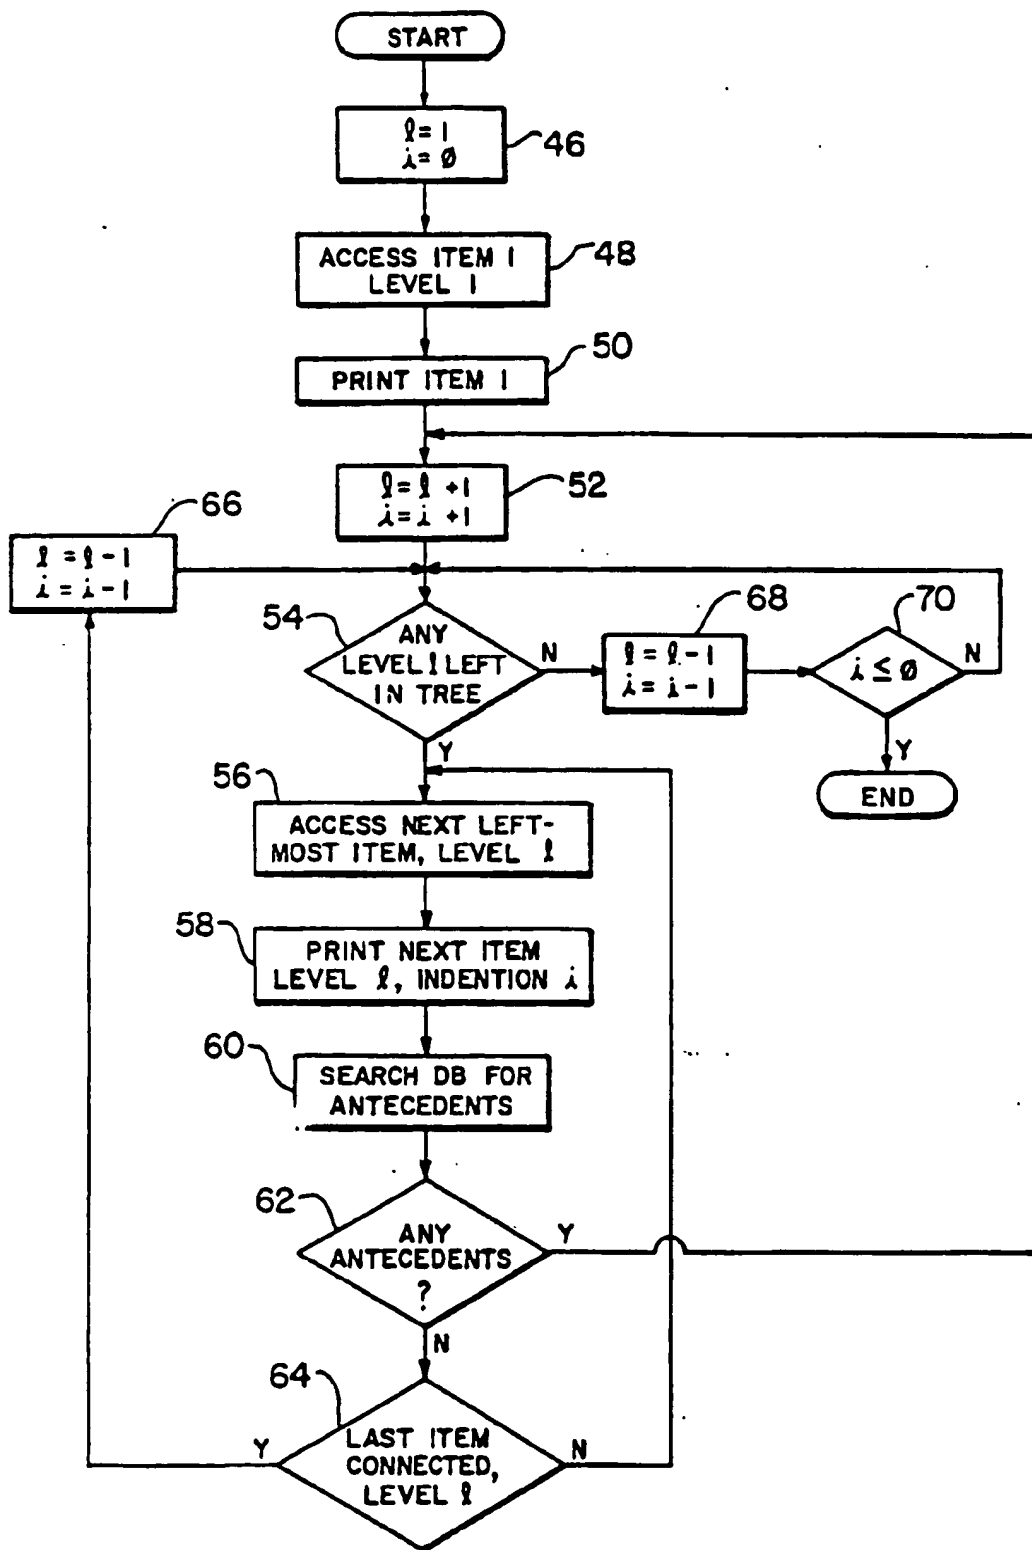 START
ℓ = 1
i = Ø
46
ACCESS ITEM 1
LEVEL 1
48
PRINT ITEM 1
50
ℓ = ℓ +1
i = i +1
52
66
ℓ = ℓ -1
i = i -1
54
ANY
LEVEL ℓ LEFT
IN TREE
N
Y
68
ℓ = ℓ -1
i = i -1
70
i ≤ Ø
N
Y
END
56
ACCESS NEXT LEFT-
MOST ITEM, LEVEL ℓ
58
PRINT NEXT ITEM
LEVEL ℓ, INDENTION i
60
SEARCH DB FOR
ANTECEDENTS
62
ANY
ANTECEDENTS
?
Y
N
64
LAST ITEM
CONNECTED,
LEVEL ℓ
Y
N